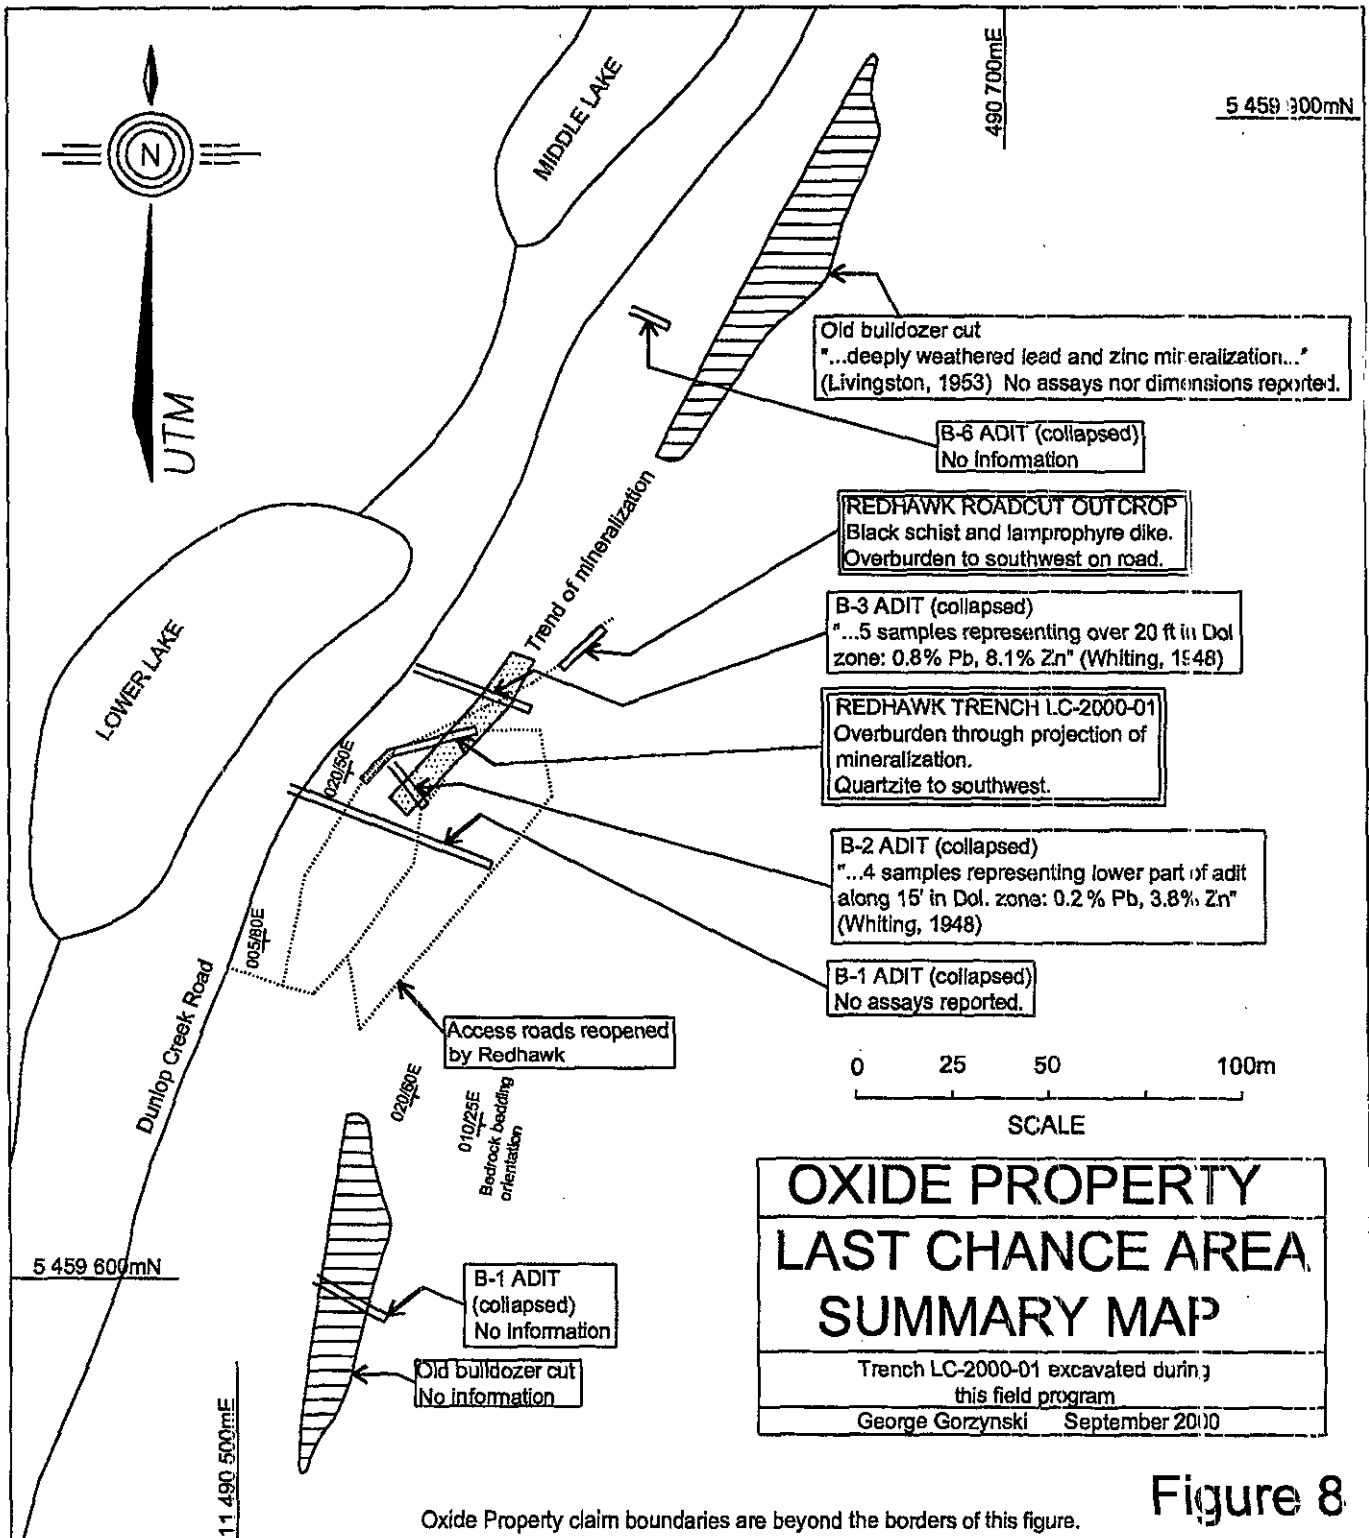 490 700mE
5 459 900mN
N
UTM
MIDDLE LAKE
Old bulldozer cut
"...deeply weathered lead and zinc mineralization..."
(Livingston, 1953) No assays nor dimensions reported.
B-6 ADIT (collapsed)
No information
Trend of mineralization
REDHAWK ROADCUT OUTCROP
Black schist and lamprophyre dike.
Overburden to southwest on road.
B-3 ADIT (collapsed)
"...5 samples representing over 20 ft in Dol
zone: 0.8% Pb, 8.1% Zn" (Whiting, 1948)
LOWER LAKE
REDHAWK TRENCH LC-2000-01
Overburden through projection of
mineralization.
Quartzite to southwest.
020/50E
B-2 ADIT (collapsed)
"...4 samples representing lower part of adit
along 15' in Dol. zone: 0.2% Pb, 3.8% Zn"
(Whiting, 1948)
005/80E
B-1 ADIT (collapsed)
No assays reported.
Dunlop Creek Road
Access roads reopened
by Redhawk
020/60E
010/25E
Bedrock bedding
orientation
0 25 50 100m
SCALE
OXIDE PROPERTY
LAST CHANCE AREA
SUMMARY MAP
Trench LC-2000-01 excavated during
this field program
George Gorzynski September 2000
5 459 600mN
B-1 ADIT
(collapsed)
No information
Old bulldozer cut
No information
11 490 500mE
Figure 8
Oxide Property claim boundaries are beyond the borders of this figure.